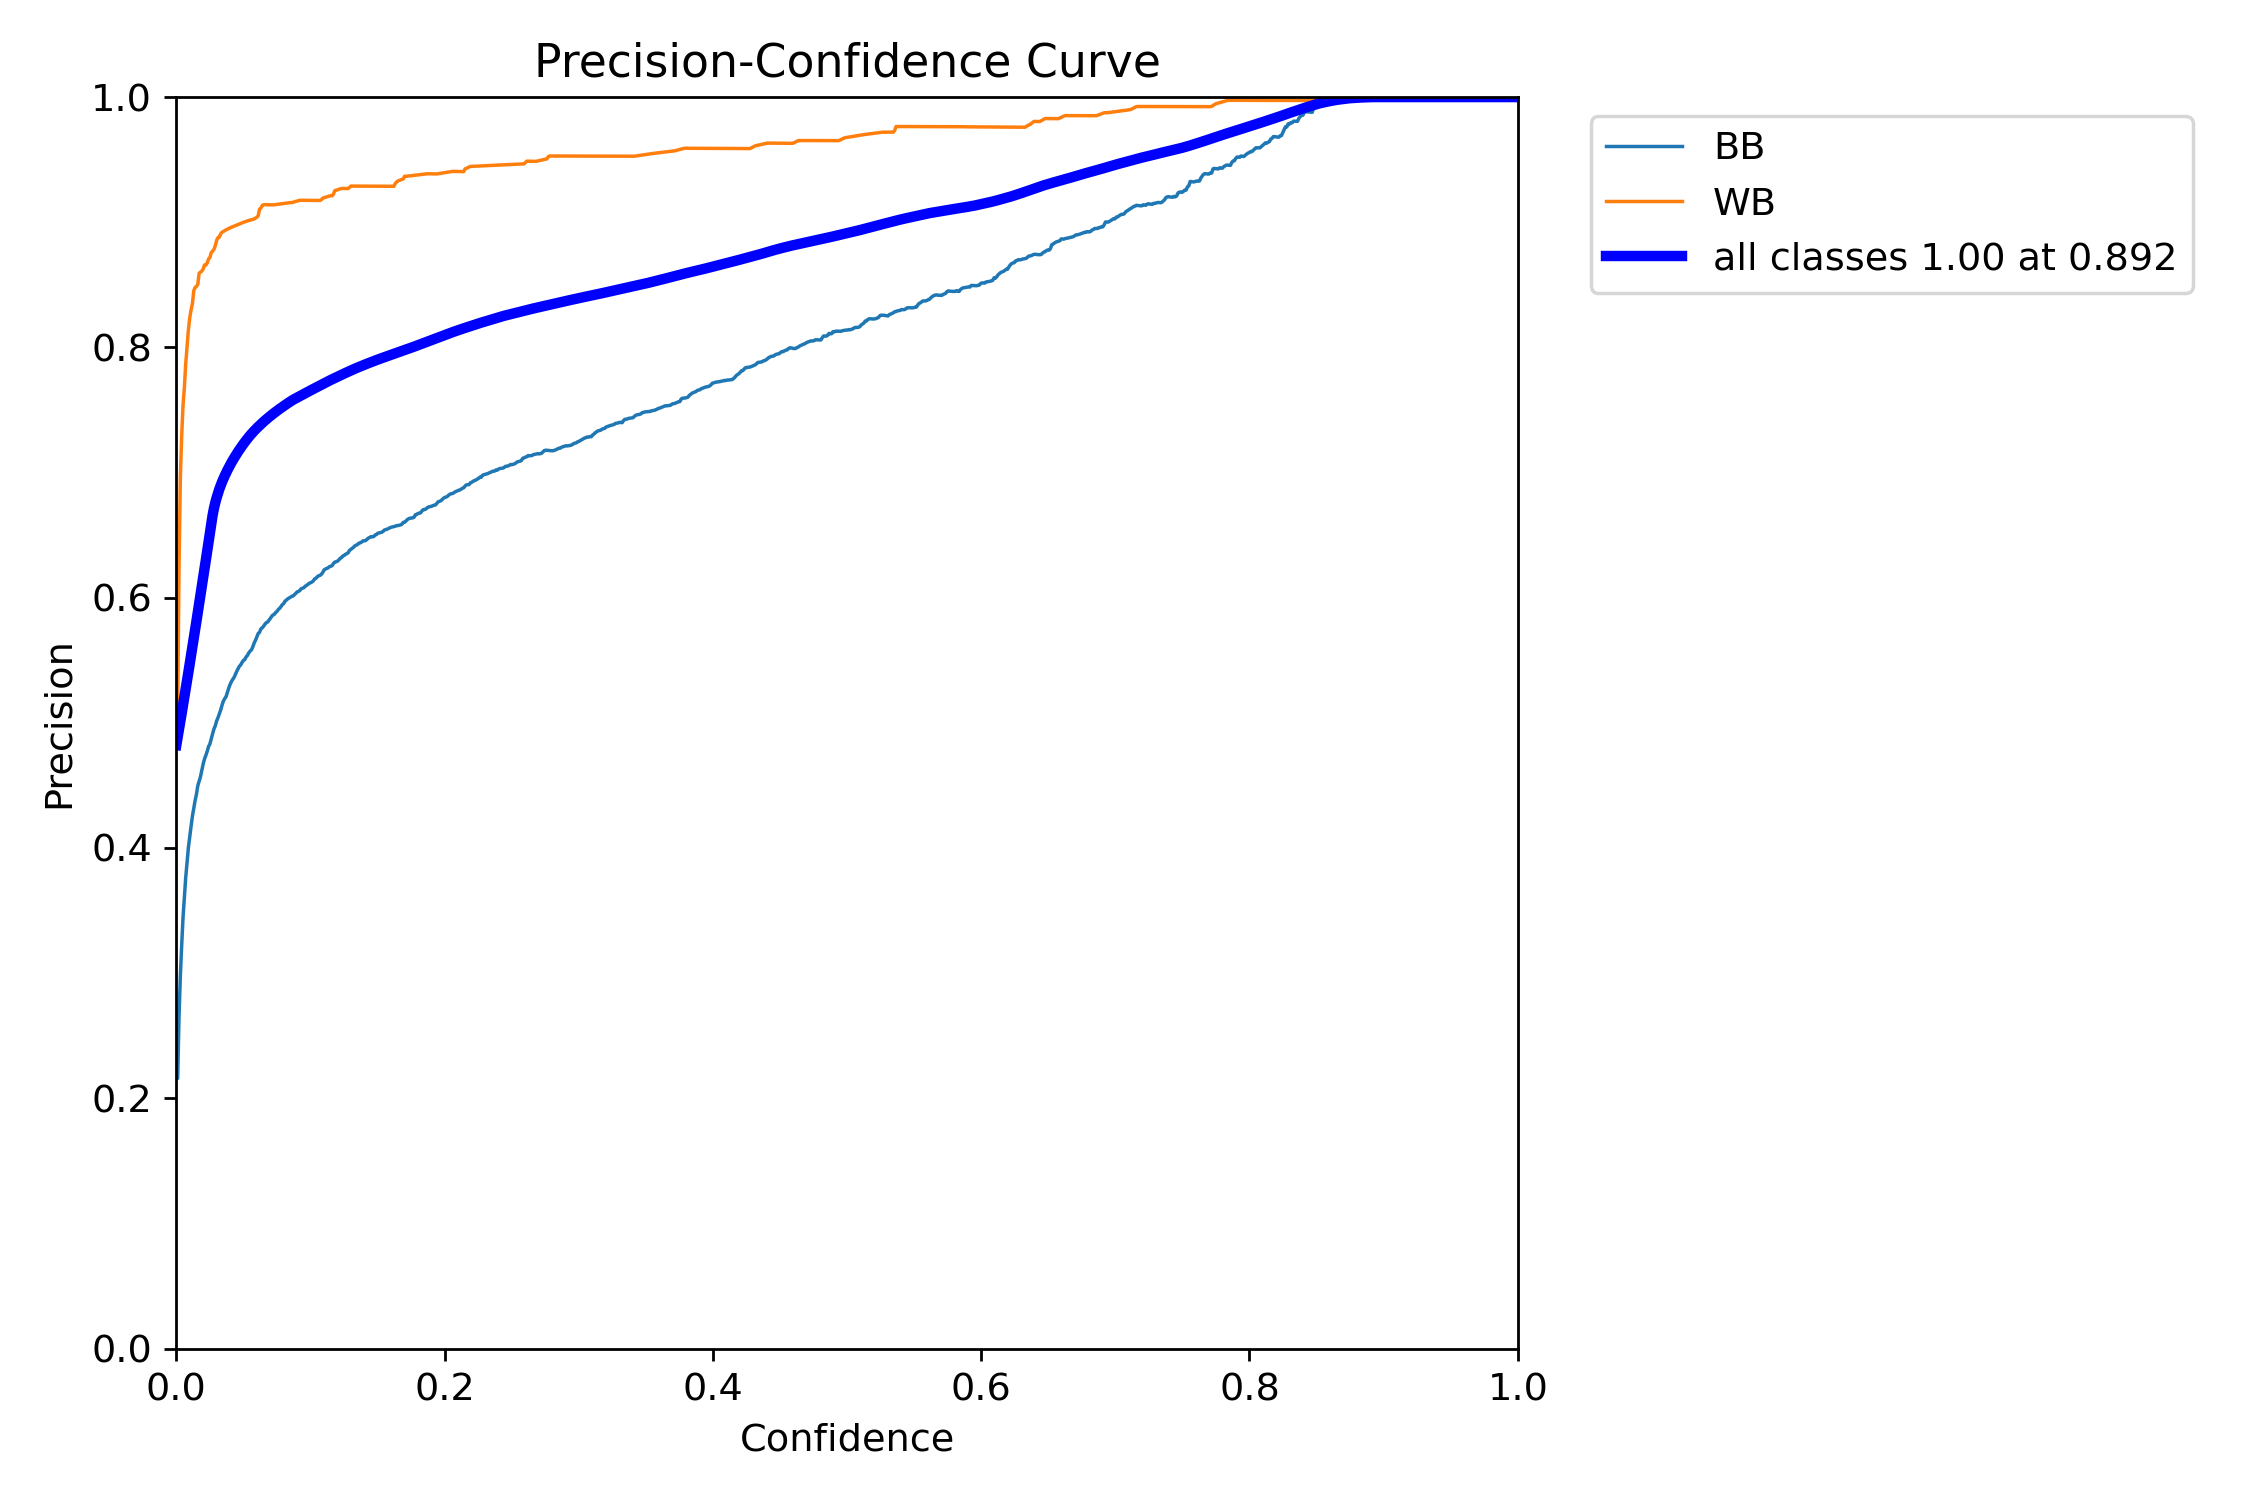 Precision-Confidence Curve
1.0
0.8
0.6
0.4
0.2
0.0
Precision
0.0 0.2 0.4 0.6 0.8 1.0
Confidence
BB
WB
all classes 1.00 at 0.892